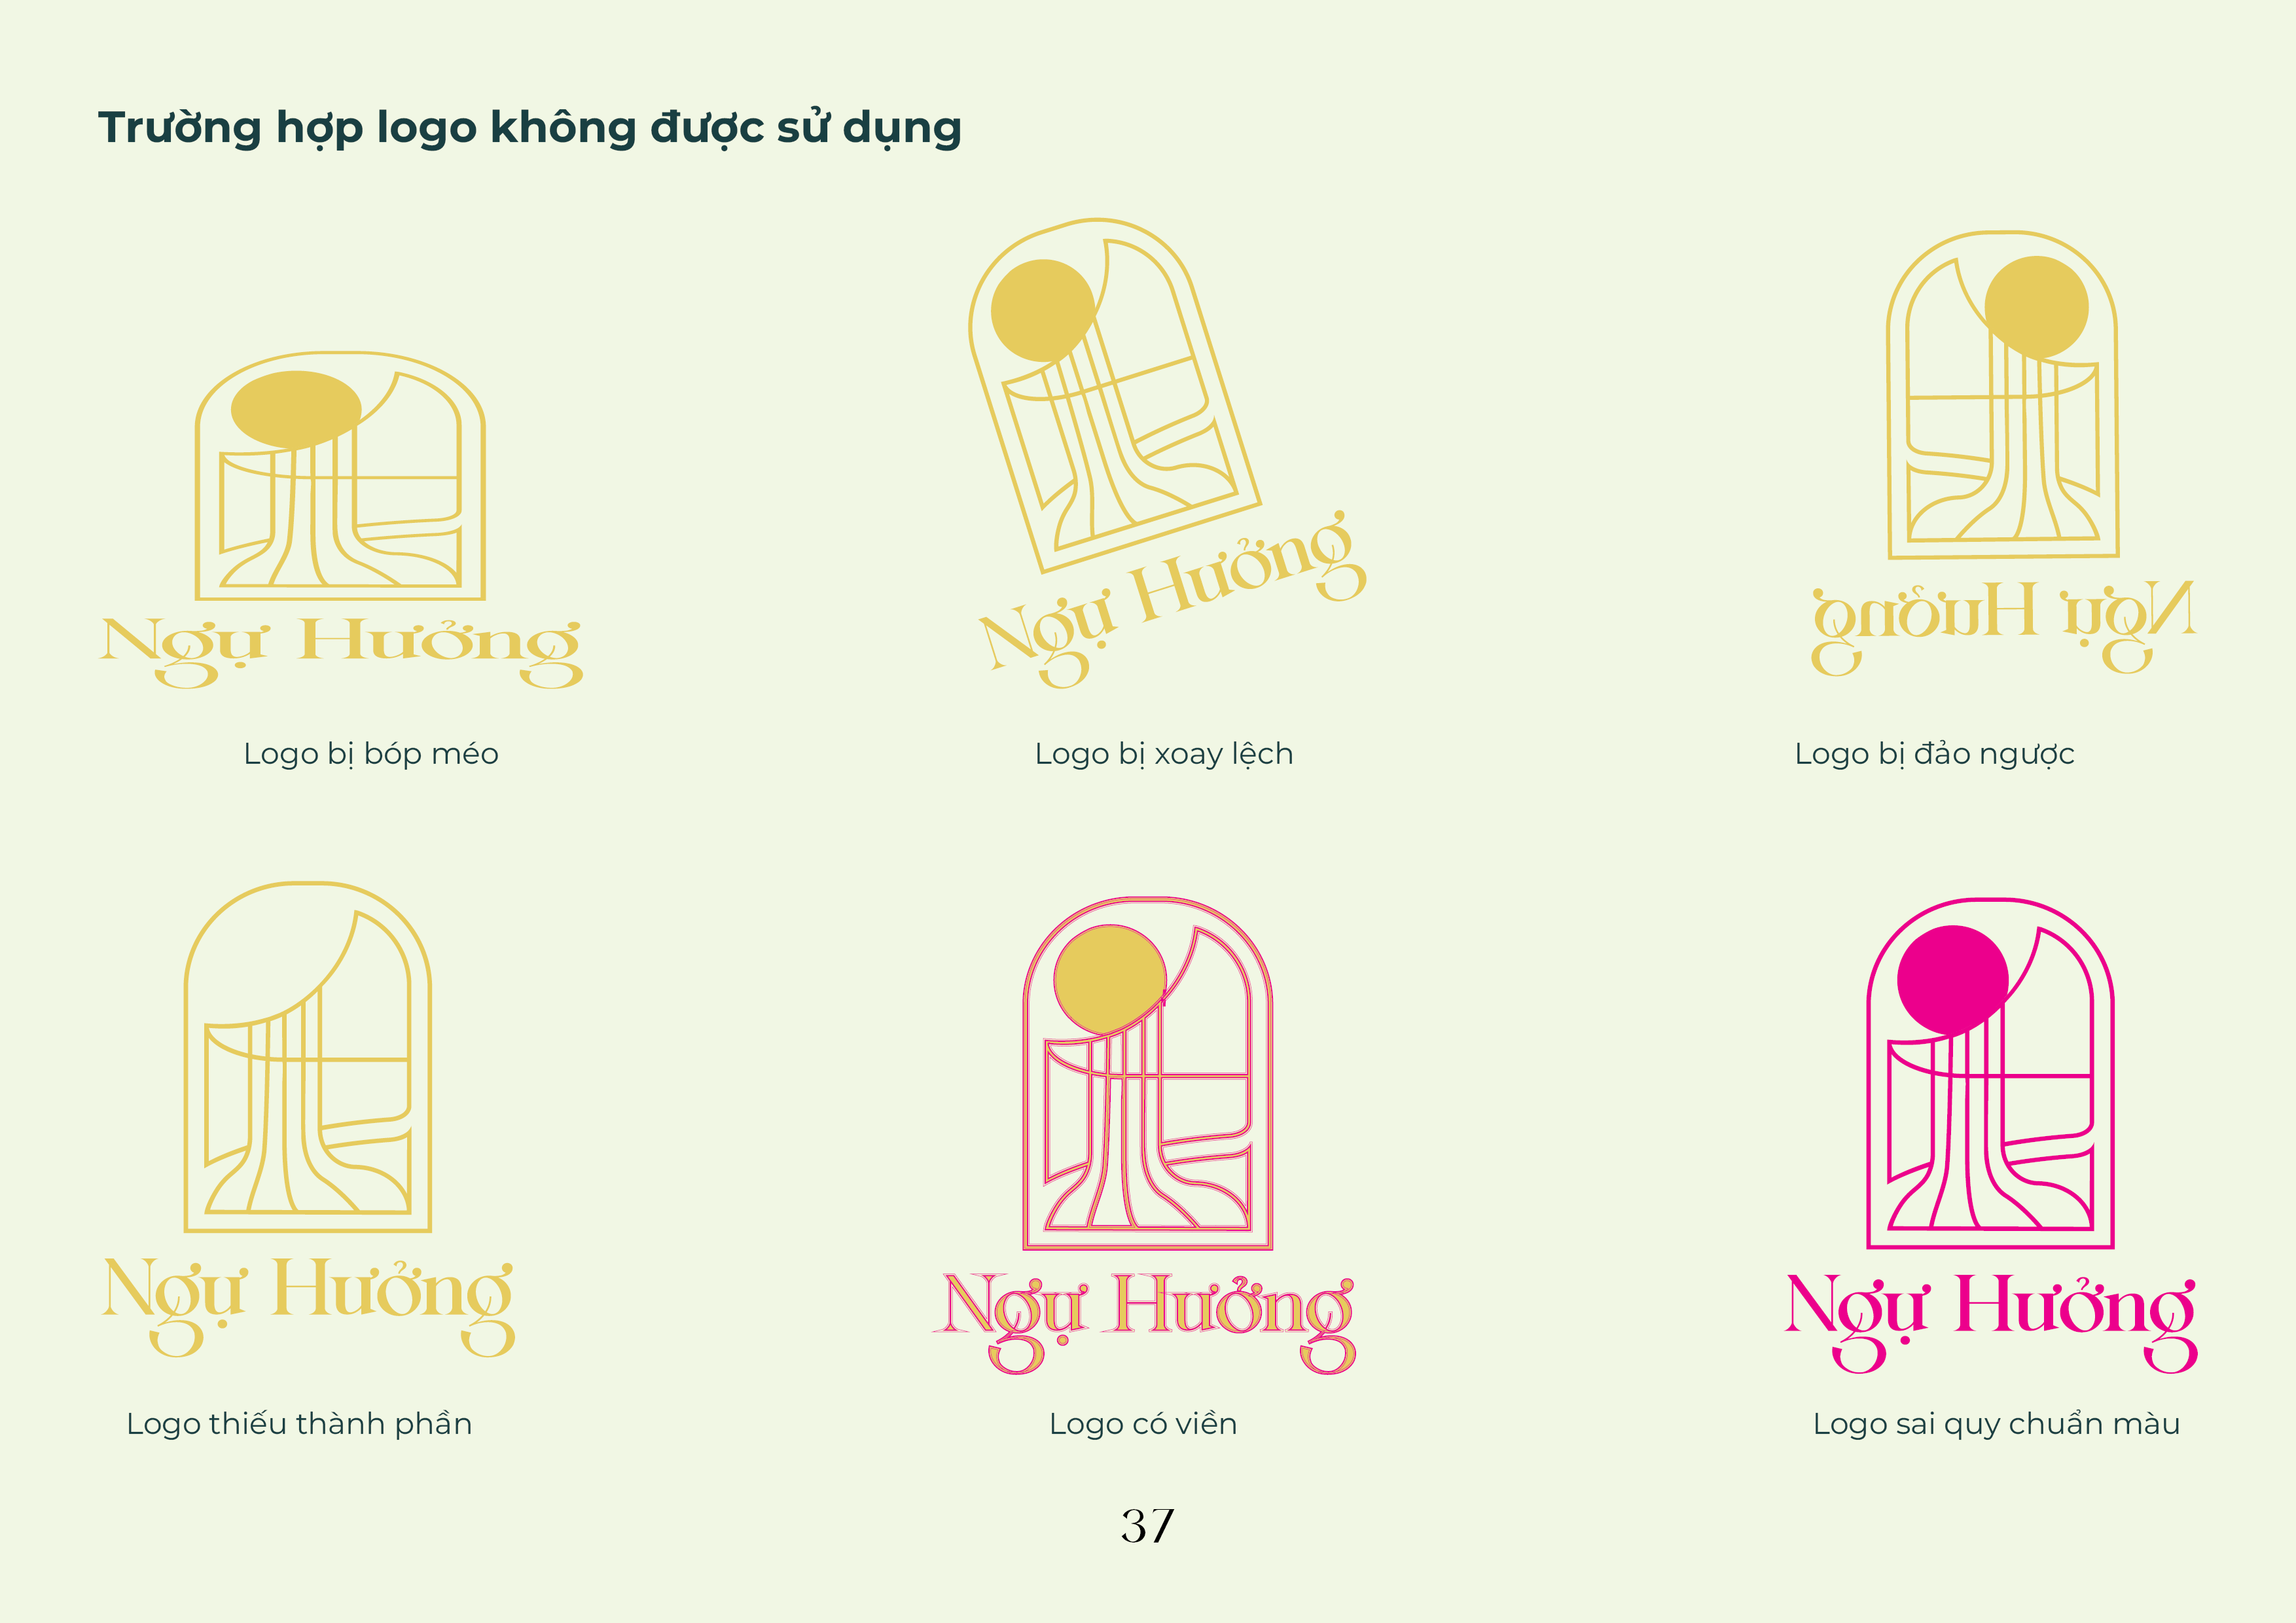 Trường hợp logo không được sử dụng
Ngự Hưởng
Ngự Hưởng
Ngự Hưởng
Logo bị bóp méo
Logo bị xoay lệch
Logo bị đảo ngược
Ngự Hưởng
Ngự Hưởng
Ngự Hưởng
Logo thiếu thành phần
Logo có viền
Logo sai quy chuẩn màu
37